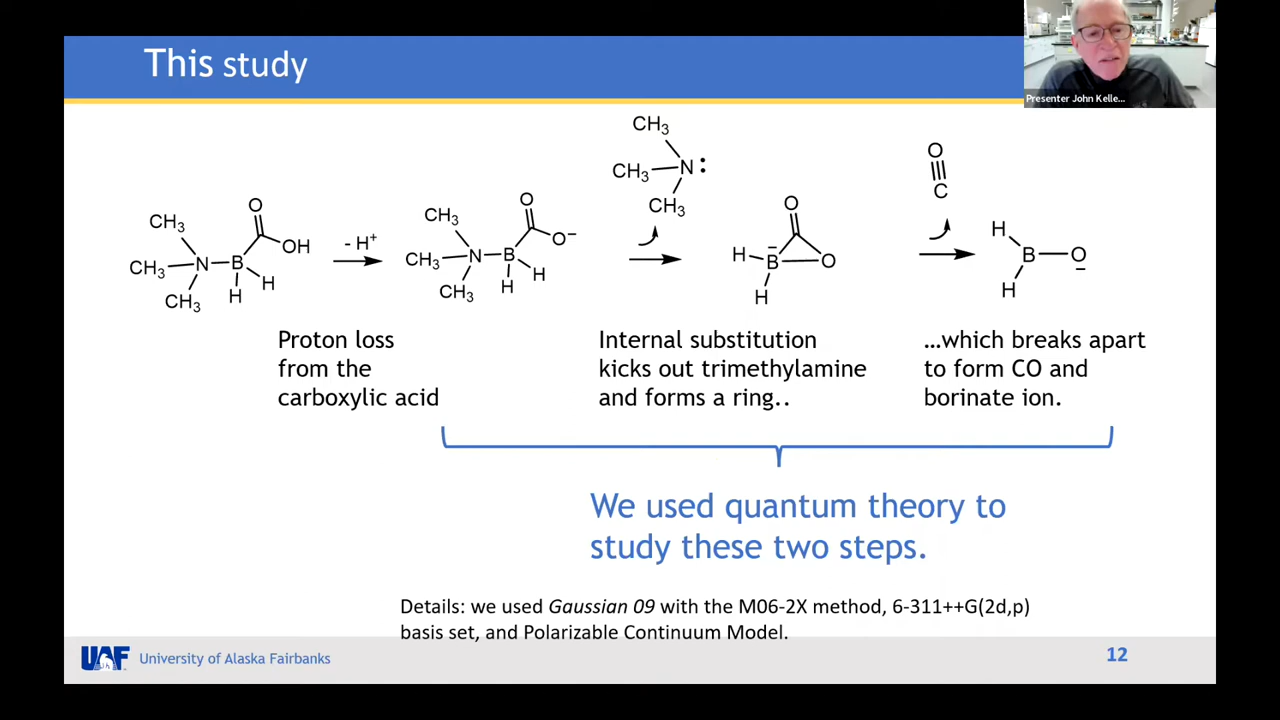 This study
Presenter John Kelle...
CH3
CH3
N:
CH3
O
C
CH3
CH3
N
CH3
B
O
OH
H
H
- H+
CH3
CH3
N
CH3
B
O
O−
H
H
O
H
B
−
O
H
H
B
O
−
H
Proton loss
from the
carboxylic acid
Internal substitution
kicks out trimethylamine
and forms a ring..
…which breaks apart
to form CO and
borinate ion.
We used quantum theory to
study these two steps.
Details: we used Gaussian 09 with the M06-2X method, 6-311++G(2d,p)
basis set, and Polarizable Continuum Model.
UAF University of Alaska Fairbanks
12